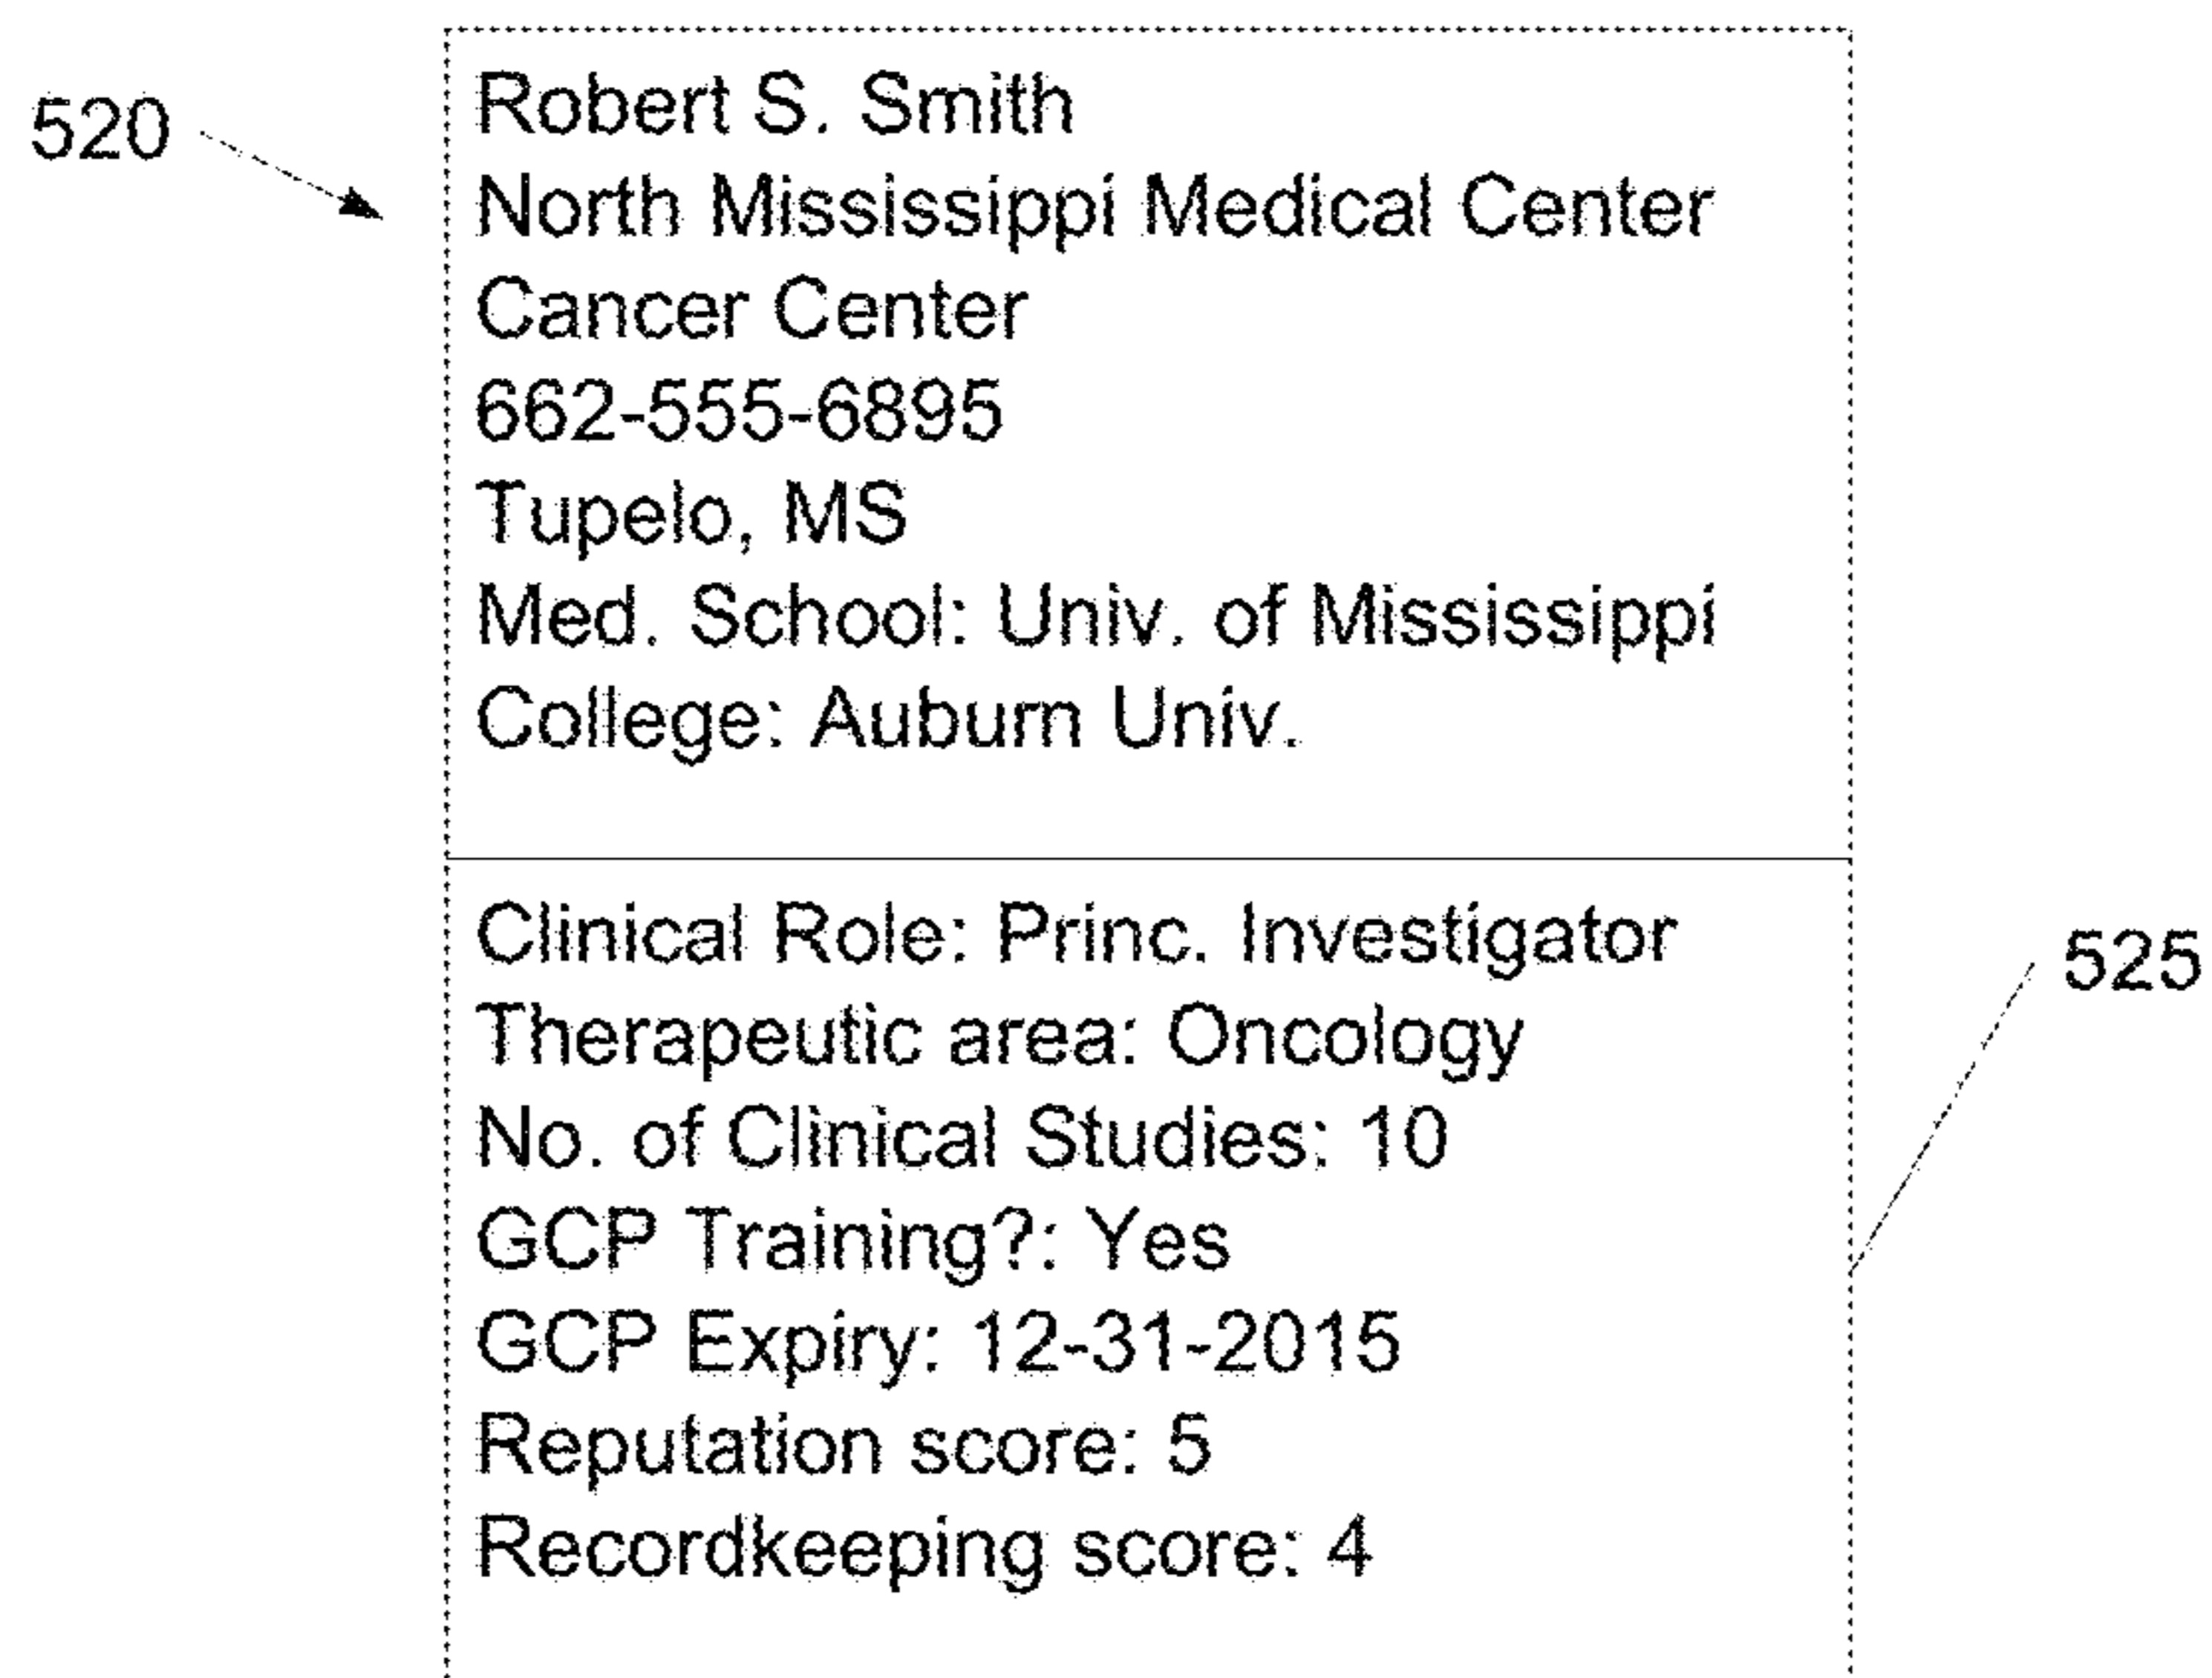 520
Robert S. Smith
North Mississippi Medical Center
Cancer Center
662-555-6895
Tupelo, MS
Med. School: Univ. of Mississippi
College: Auburn Univ.
Clinical Role: Princ. Investigator
525
Therapeutic area: Oncology
No. of Clinical Studies: 10
GCP Training?: Yes
GCP Expiry: 12-31-2015
Reputation score: 5
Recordkeeping score: 4